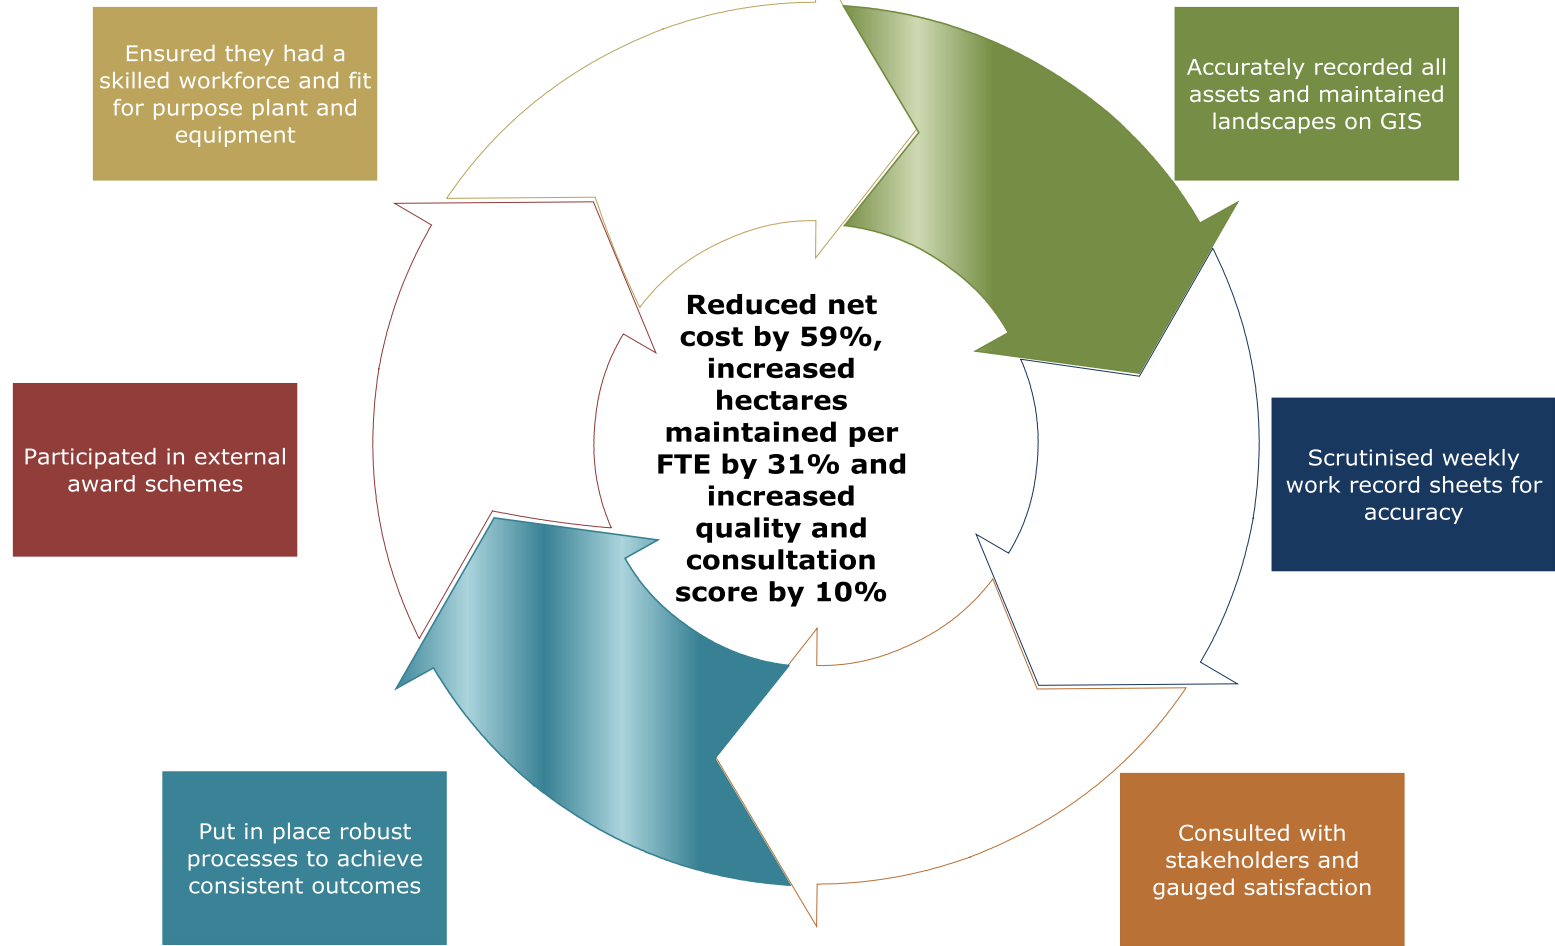 Ensured they had a
skilled workforce and fit
for purpose plant and
equipment
Accurately recorded all
assets and maintained
landscapes on GIS
Reduced net
cost by 59%,
increased
hectares
maintained per
FTE by 31% and
increased
quality and
consultation
score by 10%
Participated in external
award schemes
Scrutinised weekly
work record sheets for
accuracy
Put in place robust
processes to achieve
consistent outcomes
Consulted with
stakeholders and
gauged satisfaction